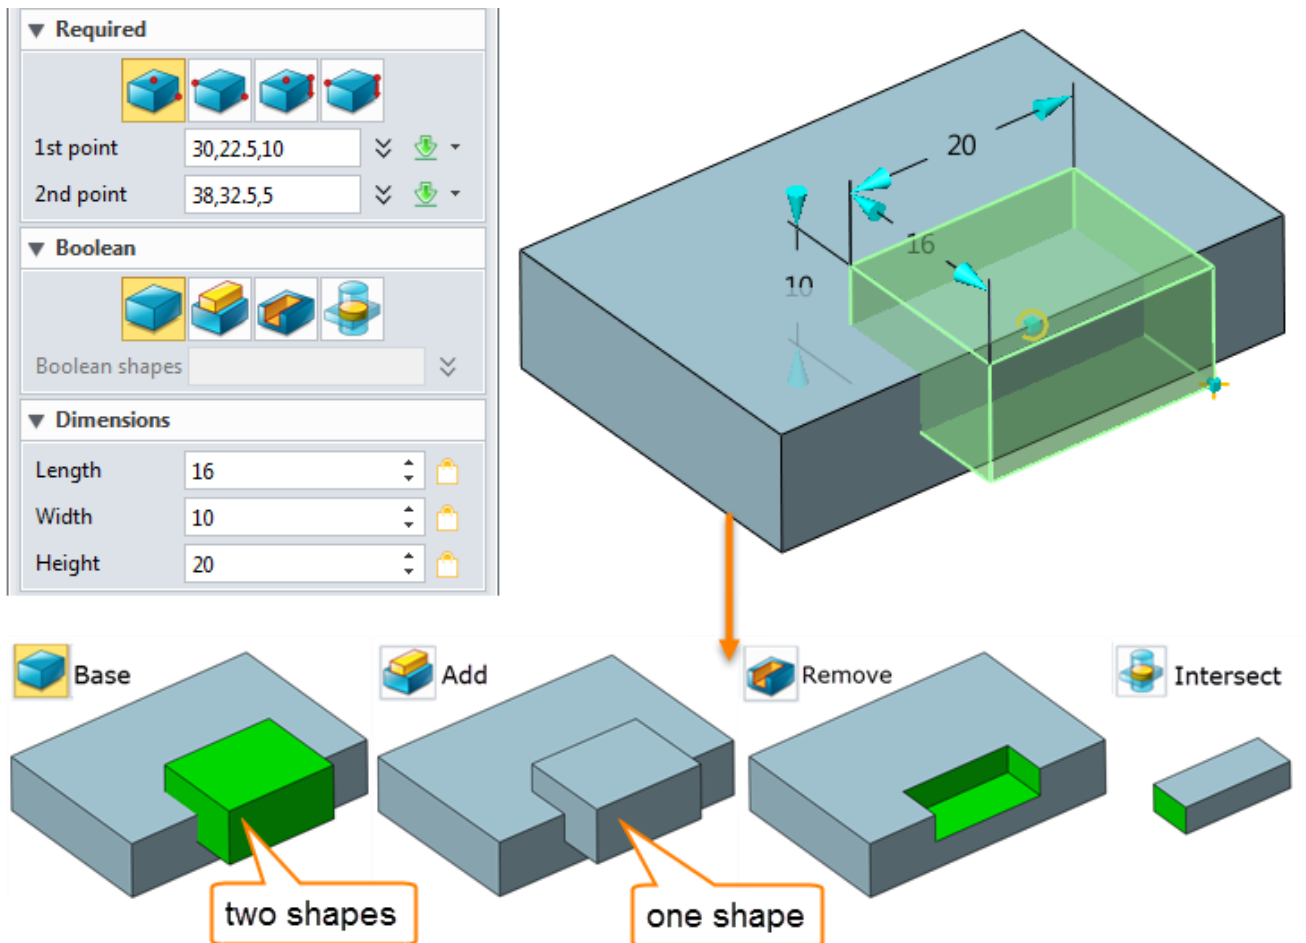 Required
1st point 30,22.5,10
2nd point 38,32.5,5
Boolean
Boolean shapes
Dimensions
Length 16
Width 10
Height 20
20
16
10
Base
Add
Remove
Intersect
two shapes
one shape